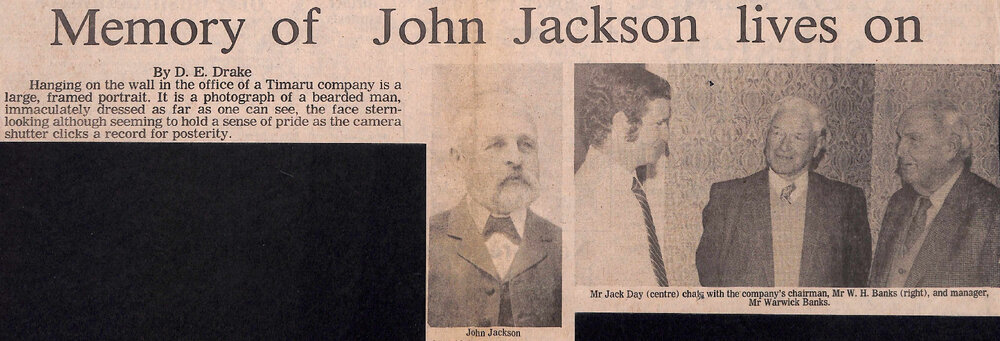 Memory of John Jackson lives on
By D. E. Drake
Hanging on the wall in the office of a Timaru company is a
large, framed portrait. It is a photograph of a bearded man,
immaculately dressed as far as one can see, the face stern-
looking although seeming to hold a sense of pride as the camera
shutter clicks a record for posterity.
John Jackson
Mr Jack Day (centre) chats with the company's chairman, Mr W. H. Banks (right), and manager,
Mr Warwick Banks.